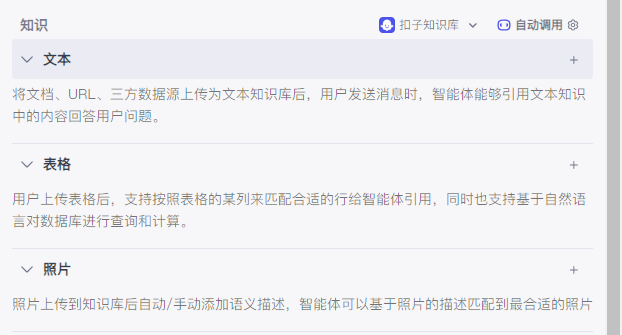 知识 扣子知识库 自动调用
文本
将文档、URL、三方数据源上传为文本知识库后，用户发送消息时，智能体能够引用文本知识
中的内容回答用户问题。
表格
用户上传表格后，支持按照表格的某列来匹配合适的行给智能体引用，同时也支持基于自然语
言对数据库进行查询和计算。
照片
照片上传到知识库后自动/手动添加语义描述，智能体可以基于照片的描述匹配到最合适的照片